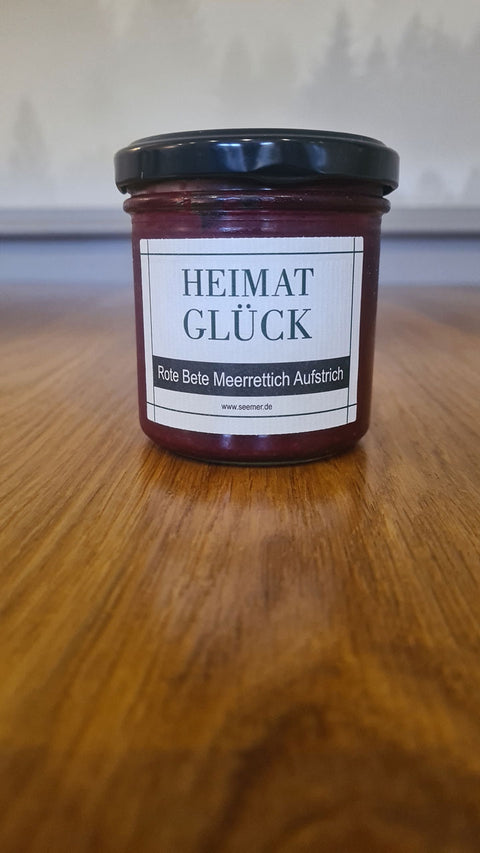 HEIMAT
GLÜCK
Rote Bete Meerrettich Aufstrich
www.seemer.de